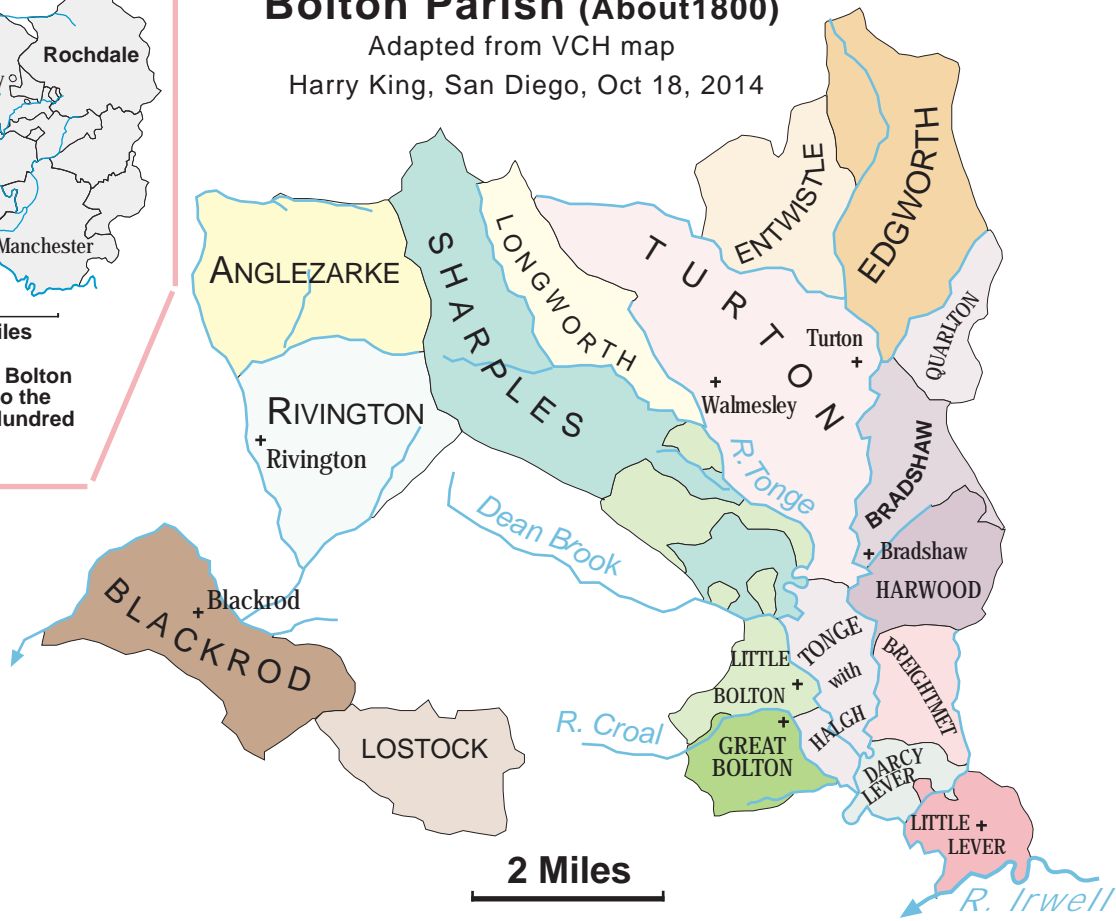 Bolton Parish (About1800)
Adapted from VCH map
Harry King, San Diego, Oct 18, 2014
Rochdale
Manchester
Bolton
the
ENTWISTLE
EDGWORTH
ANGLEZARKE
SHARPLES
LONGWORTH
TURTON
QUARLTON
Turton
Walmesley
RIVINGTON
Rivington
R.Tonge
BRADSHAW
Dean Brook
Bradshaw
HARWOOD
Blackrod
BLACKROD
TONGE
with
HALGH
BREIGHTMET
LITTLE
BOLTON
R. Croal
GREAT
BOLTON
LOSTOCK
DARCY
LEVER
LITTLE
LEVER
2 Miles
R. Irwell